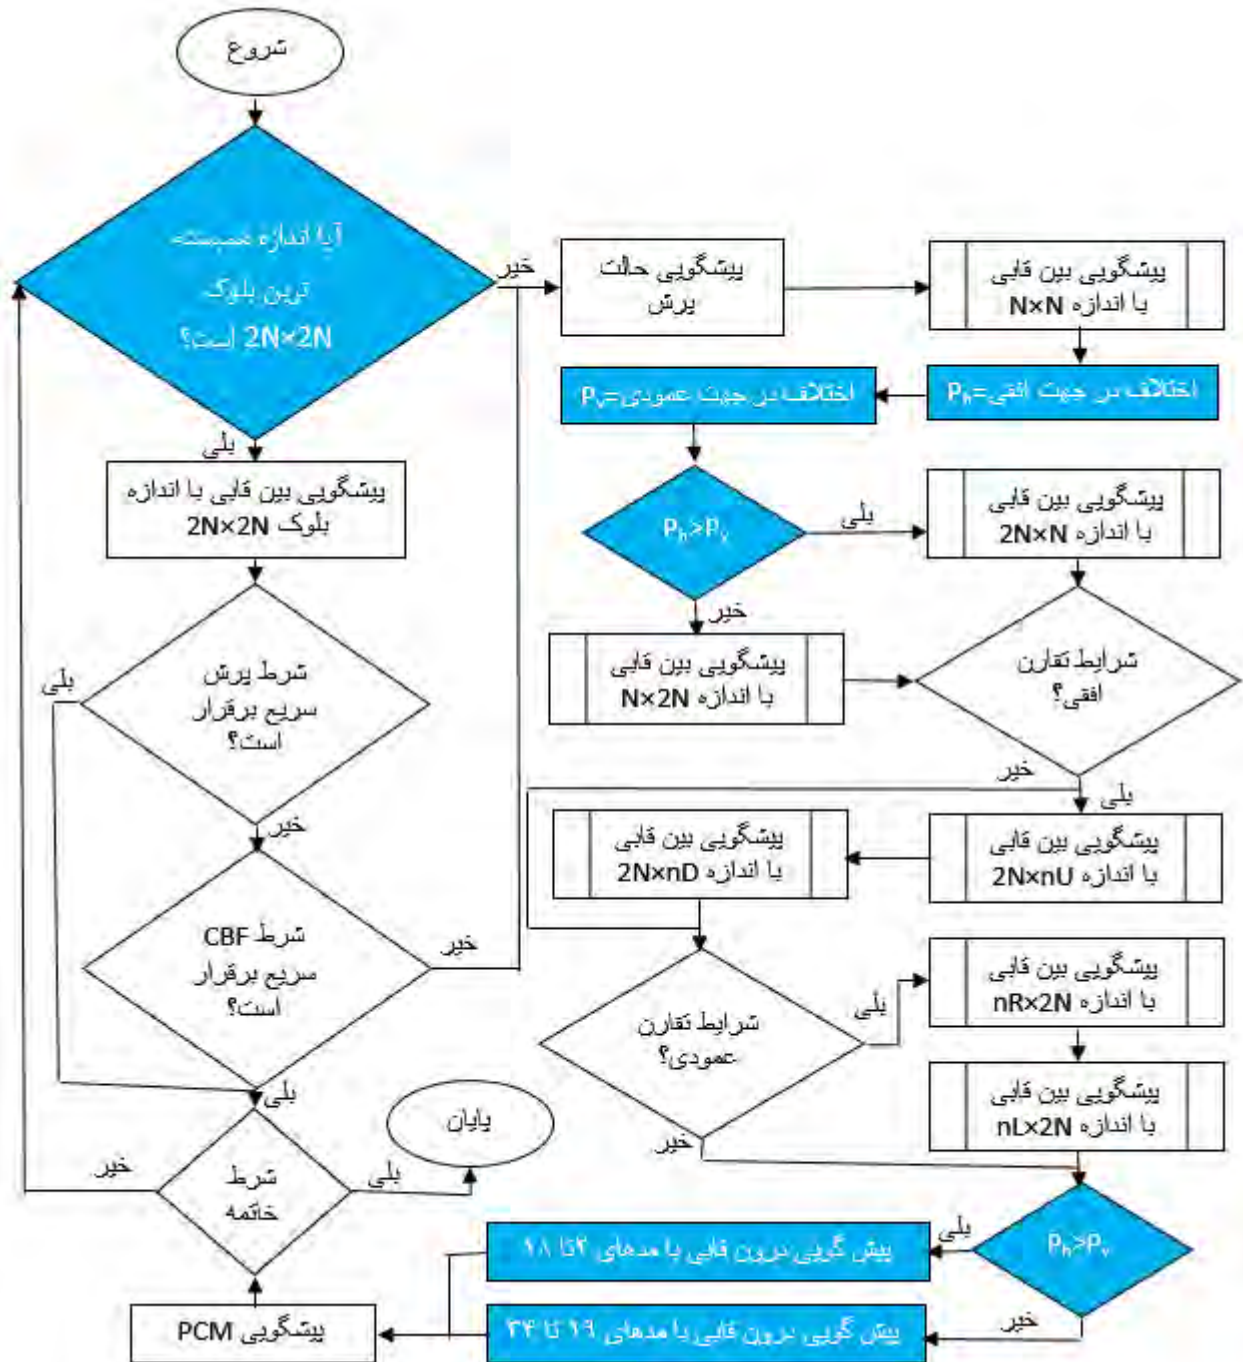 شروع
آیا اندازه همبسته
ترین بلوک
2N×2N است؟
خیر
بلی
پیشگویی حالت
پرش
پیشگویی بین قابی
با اندازه N×N
اختلاف در جهت افقی=Pₕ
اختلاف در جهت عمودی=Pᵥ
Pₕ>Pᵥ
بلی
خیر
پیشگویی بین قابی
با اندازه 2N×N
پیشگویی بین قابی
با اندازه N×2N
شرایط تقارن
افقی؟
خیر
بلی
پیشگویی بین قابی
با اندازه 2N×nU
پیشگویی بین قابی
با اندازه 2N×nD
شرایط تقارن
عمودی؟
بلی
خیر
پیشگویی بین قابی
با اندازه nR×2N
پیشگویی بین قابی
با اندازه nL×2N
Pₕ>Pᵥ
بلی
خیر
پیش گویی درون قابی با مدهای ۲تا ۱۸
پیش گویی درون قابی با مدهای ۱۹ تا ۳۴
پیشگویی بین قابی با اندازه
بلوک 2N×2N
شرط پرش
سریع برقرار
است؟
بلی
خیر
شرط CBF
سریع برقرار
است؟
خیر
بلی
شرط
خاتمه
خیر
بلی
پایان
پیشگویی PCM